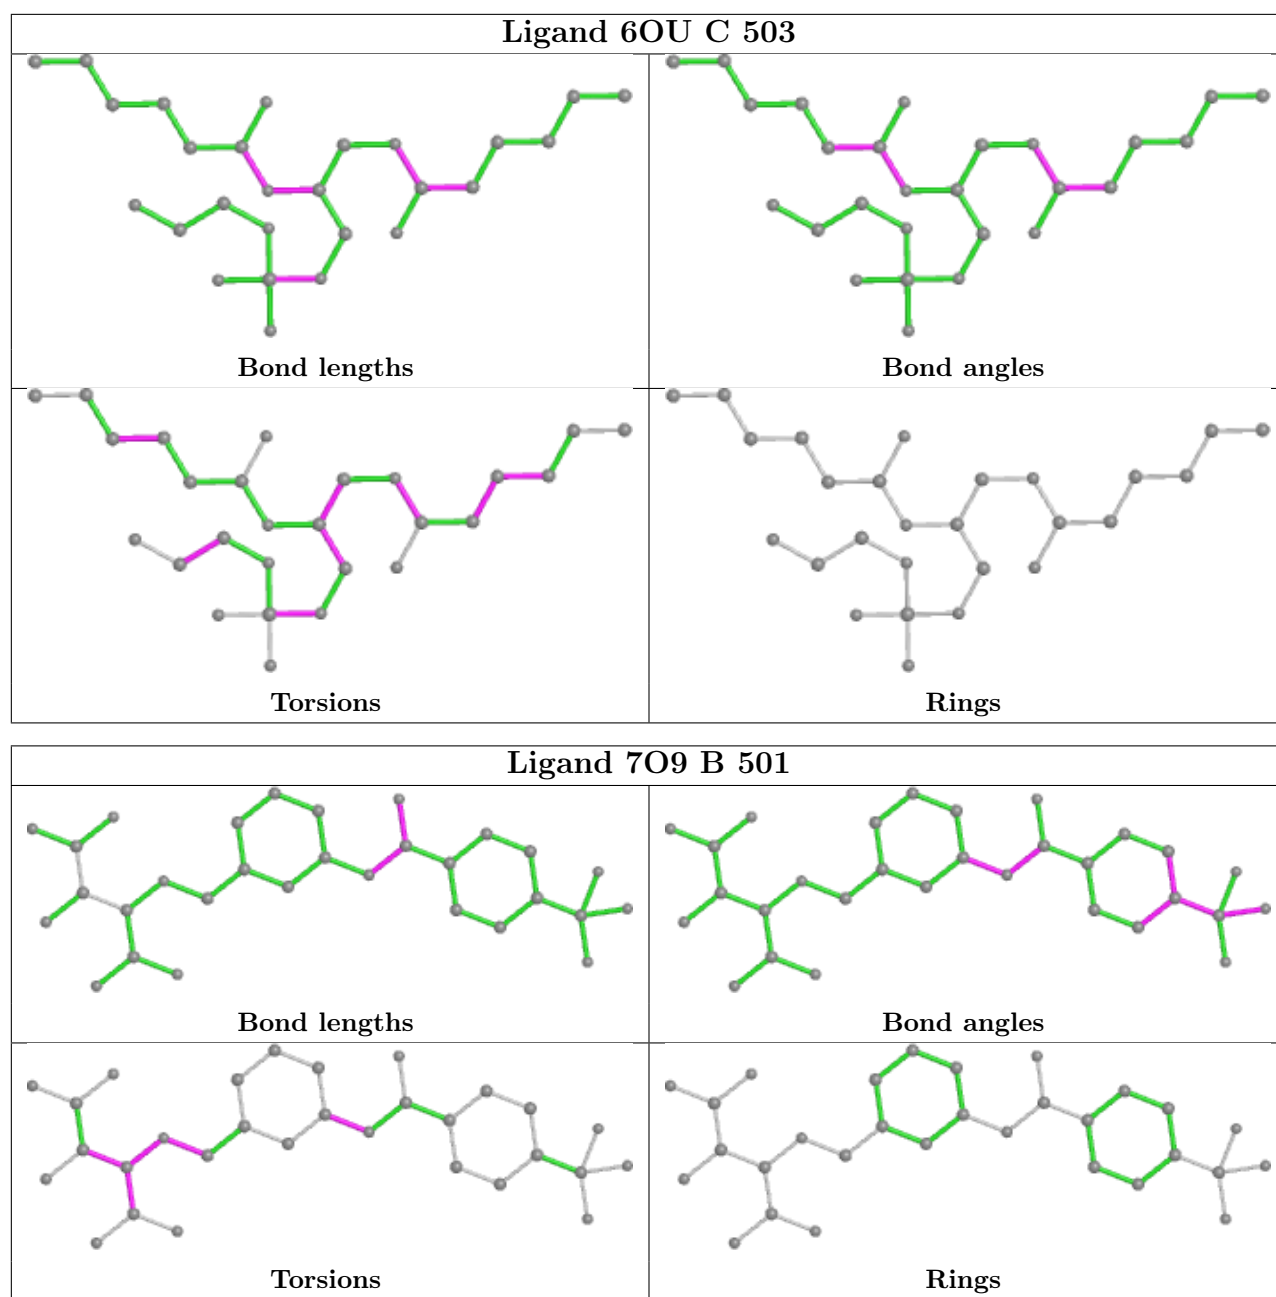 Ligand 6OU C 503
Bond lengths
Bond angles
Torsions
Rings
Ligand 7O9 B 501
Bond lengths
Bond angles
Torsions
Rings